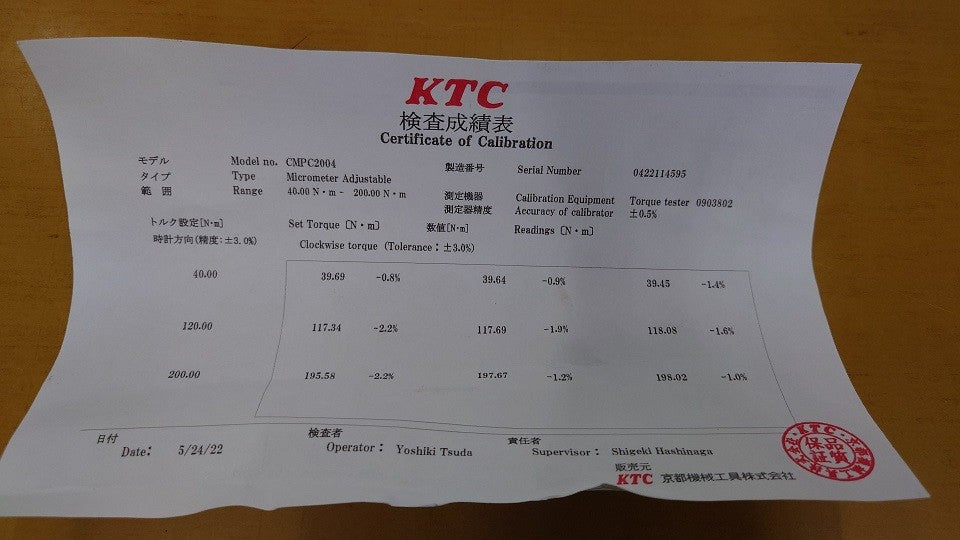 KTC
検査成績表
Certificate of Calibration
モデル Model no. CMPC2004 製造番号 Serial Number 0422114595
タイプ Type Micrometer Adjustable
範 囲 Range 40.00 N・m - 200.00 N・m 測定機器 Calibration Equipment Torque tester 0903802
測定器精度 Accuracy of calibrator ±0.5%
トルク設定[N・m] Set Torque [N・m] 数値[N・m] Readings [N・m]
時計方向(精度:±3.0%) Clockwise torque (Tolerance:±3.0%)
40.00 39.69 -0.8% 39.64 -0.9% 39.45 -1.4%
120.00 117.34 -2.2% 117.69 -1.9% 118.08 -1.6%
200.00 195.58 -2.2% 197.67 -1.2% 198.02 -1.0%
日付 検査者 責任者
Date: 5/24/22 Operator: Yoshiki Tsuda Supervisor: Shigeki Hashinaga
販売元
KTC 京都機械工具株式会社
KTC
保品
証質